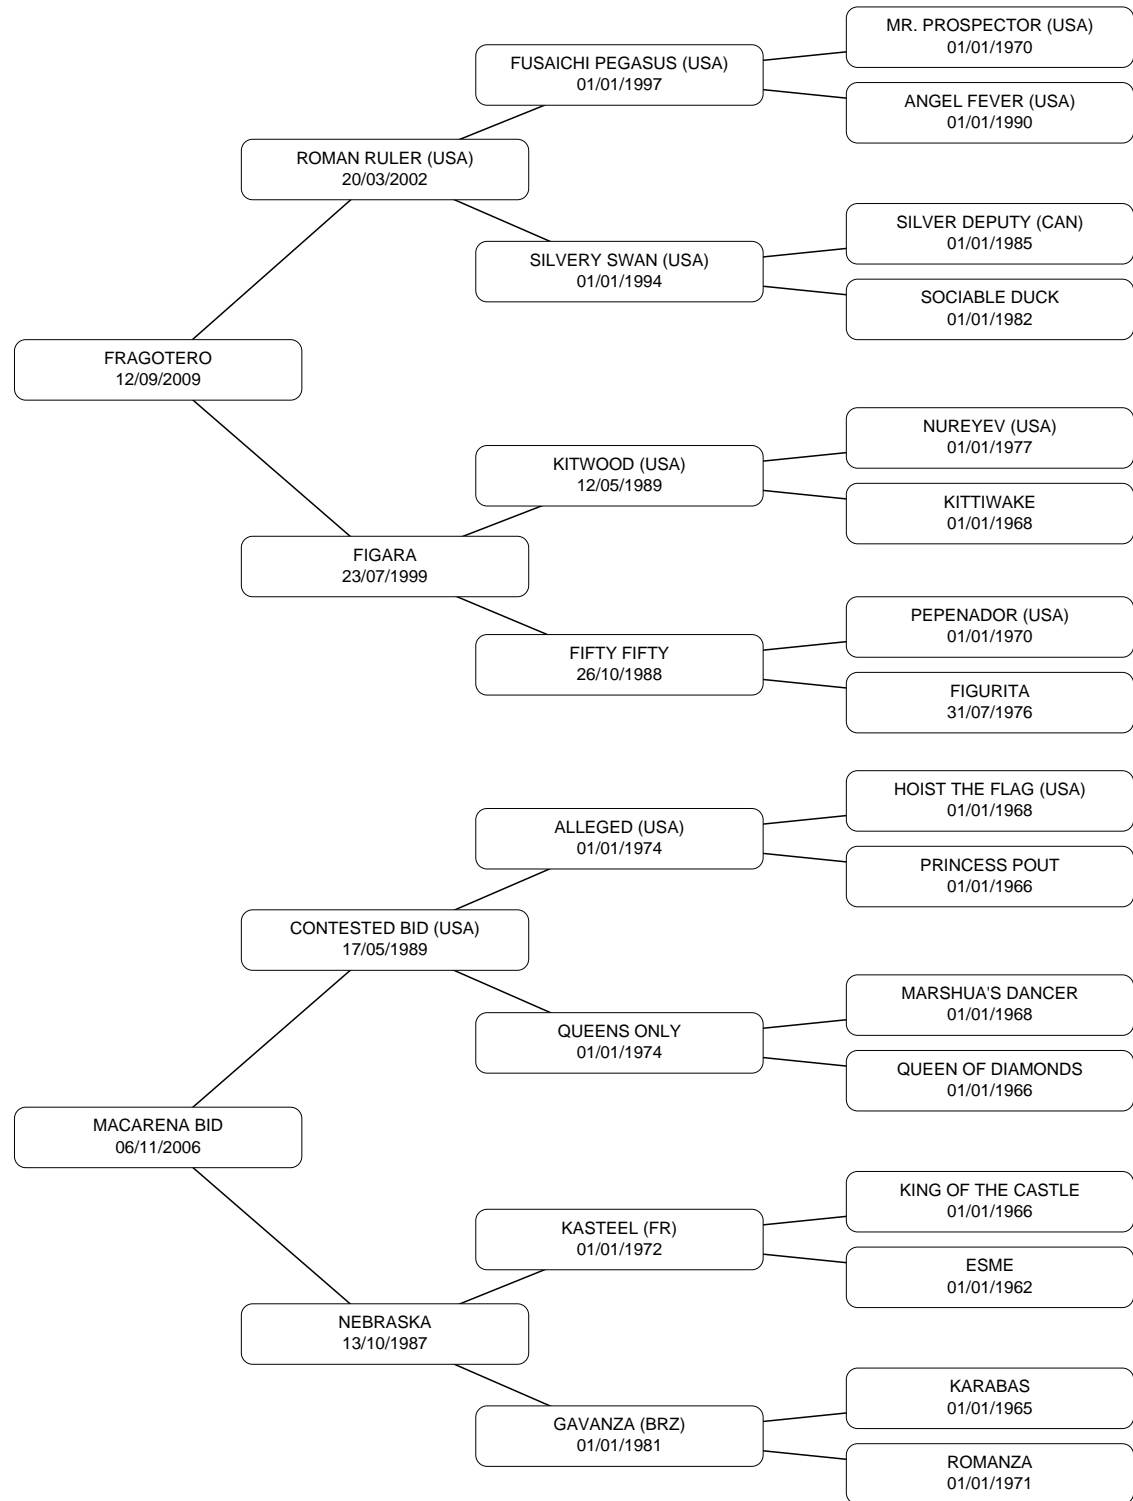 MR. PROSPECTOR (USA)
01/01/1970
FUSAICHI PEGASUS (USA)
01/01/1997
ANGEL FEVER (USA)
01/01/1990
ROMAN RULER (USA)
20/03/2002
SILVER DEPUTY (CAN)
01/01/1985
SILVERY SWAN (USA)
01/01/1994
SOCIABLE DUCK
01/01/1982
FRAGOTERO
12/09/2009
NUREYEV (USA)
01/01/1977
KITWOOD (USA)
12/05/1989
KITTIWAKE
01/01/1968
FIGARA
23/07/1999
PEPENADOR (USA)
01/01/1970
FIFTY FIFTY
26/10/1988
FIGURITA
31/07/1976
HOIST THE FLAG (USA)
01/01/1968
ALLEGED (USA)
01/01/1974
PRINCESS POUT
01/01/1966
CONTESTED BID (USA)
17/05/1989
MARSHUA'S DANCER
01/01/1968
QUEENS ONLY
01/01/1974
QUEEN OF DIAMONDS
01/01/1966
MACARENA BID
06/11/2006
KING OF THE CASTLE
01/01/1966
KASTEEL (FR)
01/01/1972
ESME
01/01/1962
NEBRASKA
13/10/1987
KARABAS
01/01/1965
GAVANZA (BRZ)
01/01/1981
ROMANZA
01/01/1971